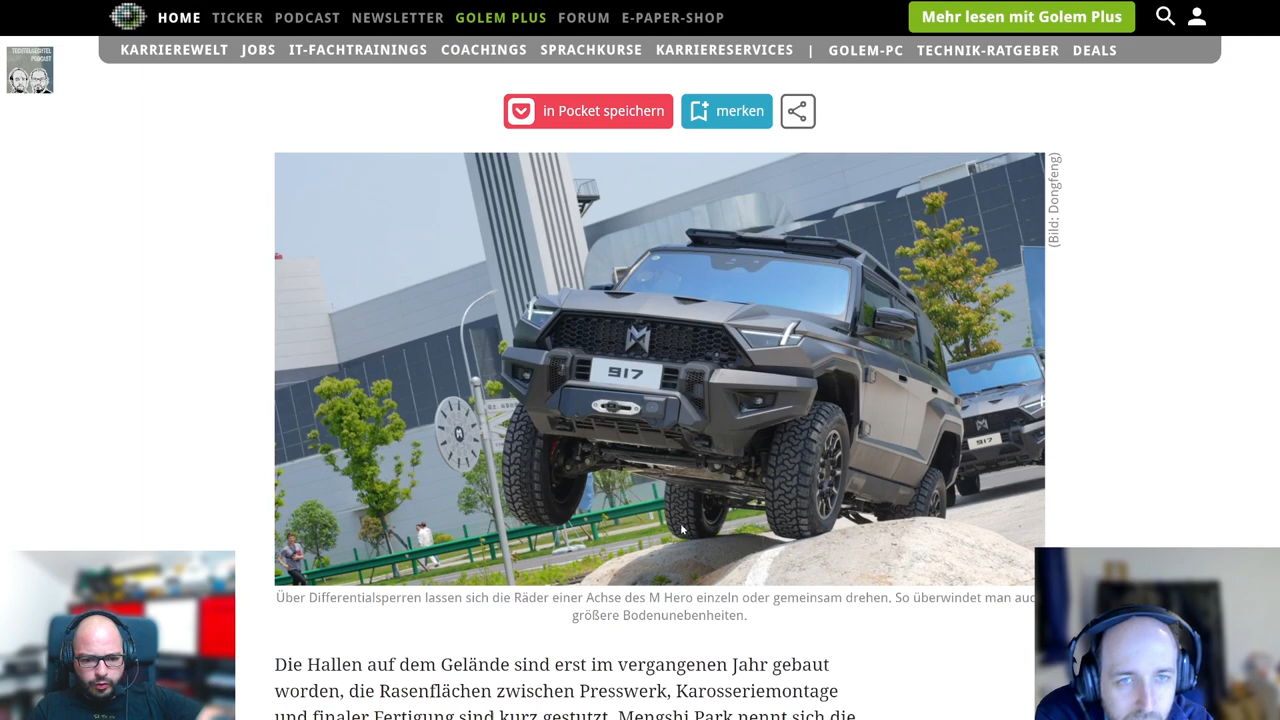 HOME TICKER PODCAST NEWSLETTER GOLEM PLUS FORUM E-PAPER-SHOP Mehr lesen mit Golem Plus
KARRIEREWELT JOBS IT-FACHTRAININGS COACHINGS SPRACHKURSE KARRIERESERVICES | GOLEM-PC TECHNIK-RATGEBER DEALS
TECHTELMECHTEL
PODCAST
in Pocket speichern merken
(Bild: Dongfeng)
917
917
Über Differentialsperren lassen sich die Räder einer Achse des M Hero einzeln oder gemeinsam drehen. So überwindet man auc
größere Bodenunebenheiten.
Die Hallen auf dem Gelände sind erst im vergangenen Jahr gebaut
worden, die Rasenflächen zwischen Presswerk, Karosseriemontage
und finaler Fertigung sind kurz gestutzt. Mengshi Park nennt sich die